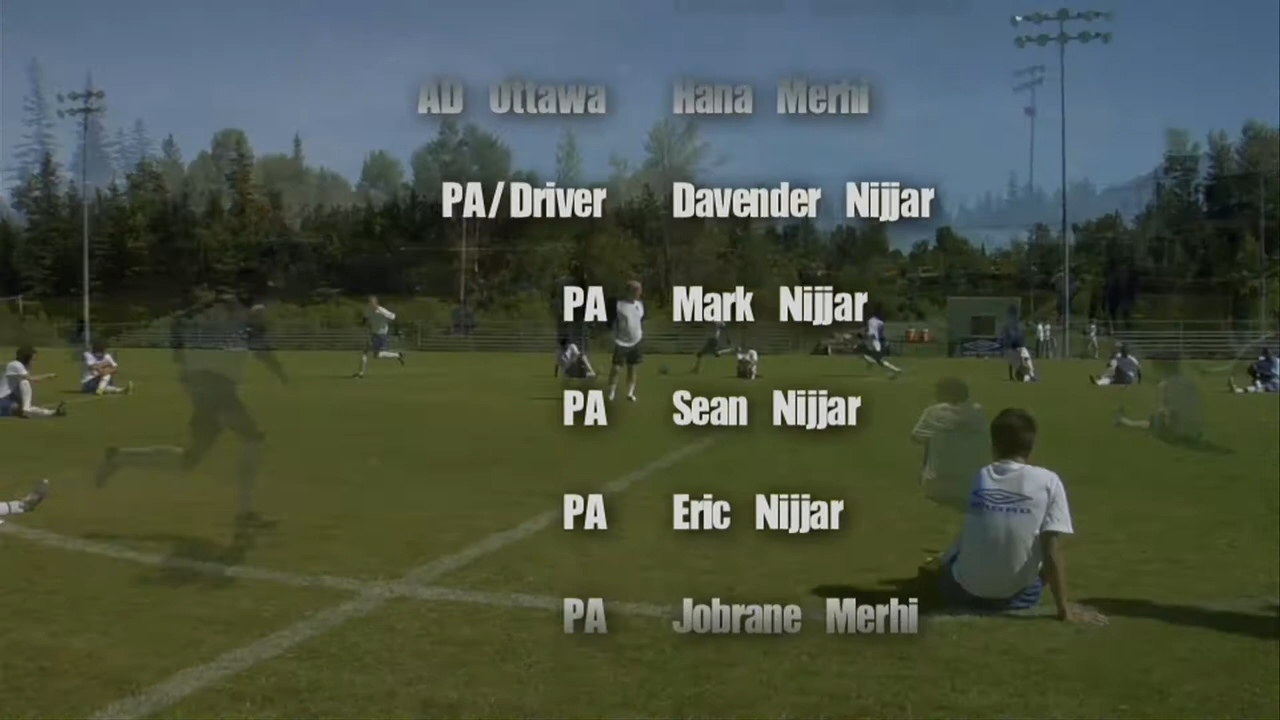 AD Ottawa Hana Merhi
PA/Driver Davender Nijjar
PA Mark Nijjar
PA Sean Nijjar
PA Eric Nijjar
PA Jobrane Merhi